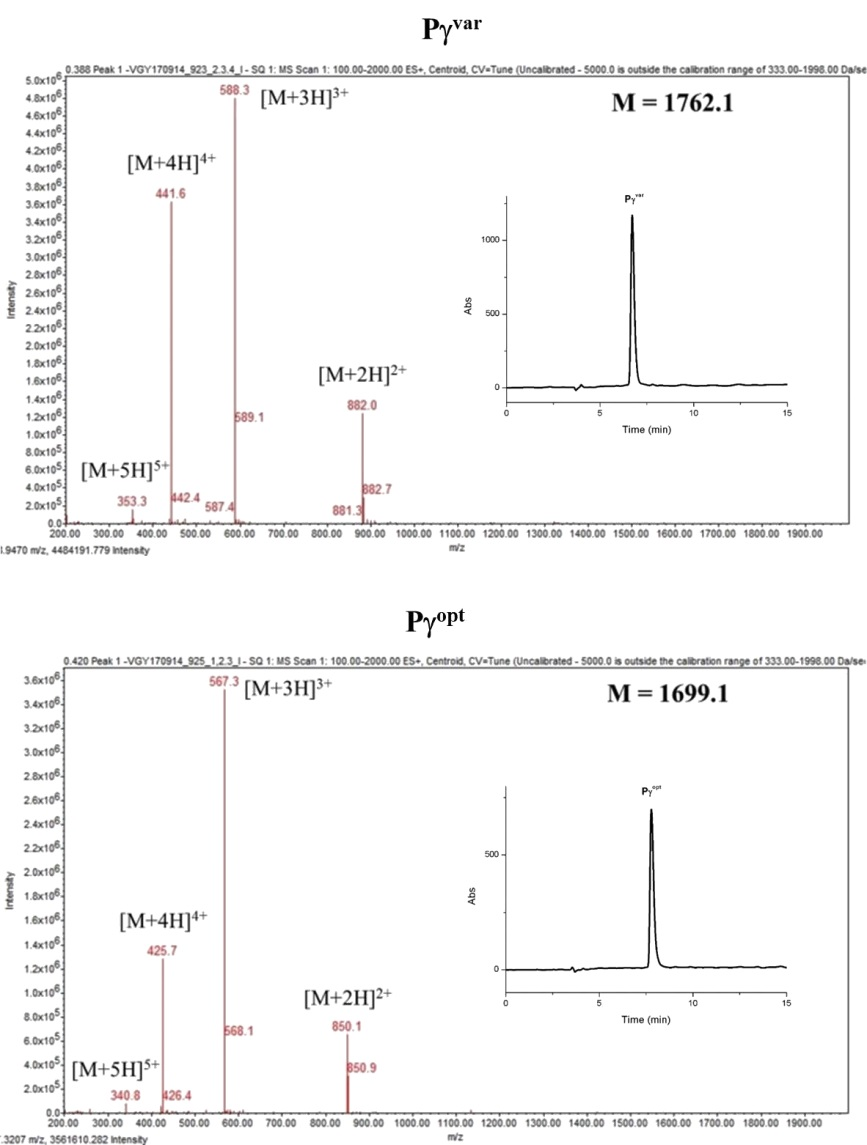 Pγvar
0.388 Peak 1 -VGY170914_923_2.3.4_I - SQ 1: MS Scan 1: 100.00-2000.00 ES+, Centroid, CV=Tune (Uncalibrated - 5000.0 is outside the calibration range of 333.00-1998.00 Da/se
5.0x10⁶
4.8x10⁶
4.6x10⁶
4.4x10⁶
4.2x10⁶
4.0x10⁶
3.8x10⁶
3.6x10⁶
3.4x10⁶
3.2x10⁶
3.0x10⁶
2.8x10⁶
2.6x10⁶
2.4x10⁶
2.2x10⁶
2.0x10⁶
1.8x10⁶
1.6x10⁶
1.4x10⁶
1.2x10⁶
1.0x10⁶
8.0x10⁵
6.0x10⁵
4.0x10⁵
2.0x10⁵
0.0
Intensity
588.3
[M+3H]³⁺
M = 1762.1
[M+4H]⁴⁺
441.6
[M+2H]²⁺
882.0
589.1
[M+5H]⁵⁺
353.3
442.4
587.4
881.3
882.7
Pγvar
1000
500
0
Abs
0 5 10 15
Time (min)
200.00 300.00 400.00 500.00 600.00 700.00 800.00 900.00 1000.00 1100.00 1200.00 1300.00 1400.00 1500.00 1600.00 1700.00 1800.00 1900.00
m/z
.9470 m/z, 4484191.779 Intensity
Pγopt
0.420 Peak 1 -VGY170914_925_1,2.3_I - SQ 1: MS Scan 1: 100.00-2000.00 ES+, Centroid, CV=Tune (Uncalibrated - 5000.0 is outside the calibration range of 333.00-1998.00 Da/se
3.6x10⁶
3.4x10⁶
3.2x10⁶
3.0x10⁶
2.8x10⁶
2.6x10⁶
2.4x10⁶
2.2x10⁶
2.0x10⁶
1.8x10⁶
1.6x10⁶
1.4x10⁶
1.2x10⁶
1.0x10⁶
8.0x10⁵
6.0x10⁵
4.0x10⁵
2.0x10⁵
0.0
Intensity
567.3
[M+3H]³⁺
M = 1699.1
[M+4H]⁴⁺
425.7
[M+2H]²⁺
850.1
568.1
850.9
[M+5H]⁵⁺
340.8
426.4
Pγopt
500
0
Abs
0 5 10 15
Time (min)
200.00 300.00 400.00 500.00 600.00 700.00 800.00 900.00 1000.00 1100.00 1200.00 1300.00 1400.00 1500.00 1600.00 1700.00 1800.00 1900.00
m/z
.3207 m/z, 3561610.282 Intensity